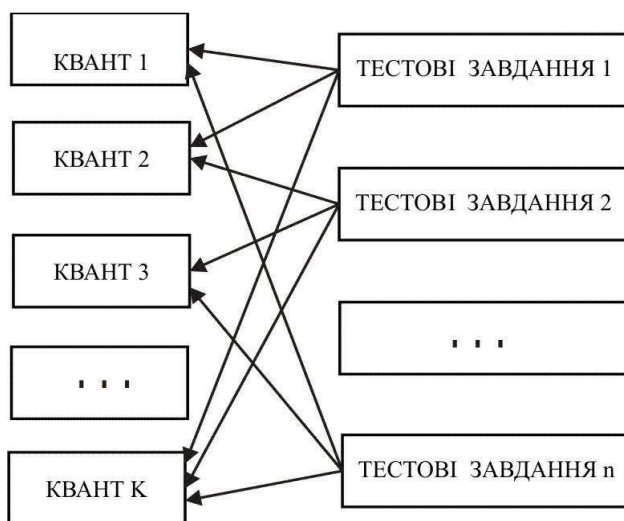 КВАНТ 1
КВАНТ 2
КВАНТ 3
. . .
КВАНТ К
ТЕСТОВІ ЗАВДАННЯ 1
ТЕСТОВІ ЗАВДАННЯ 2
. . .
ТЕСТОВІ ЗАВДАННЯ n